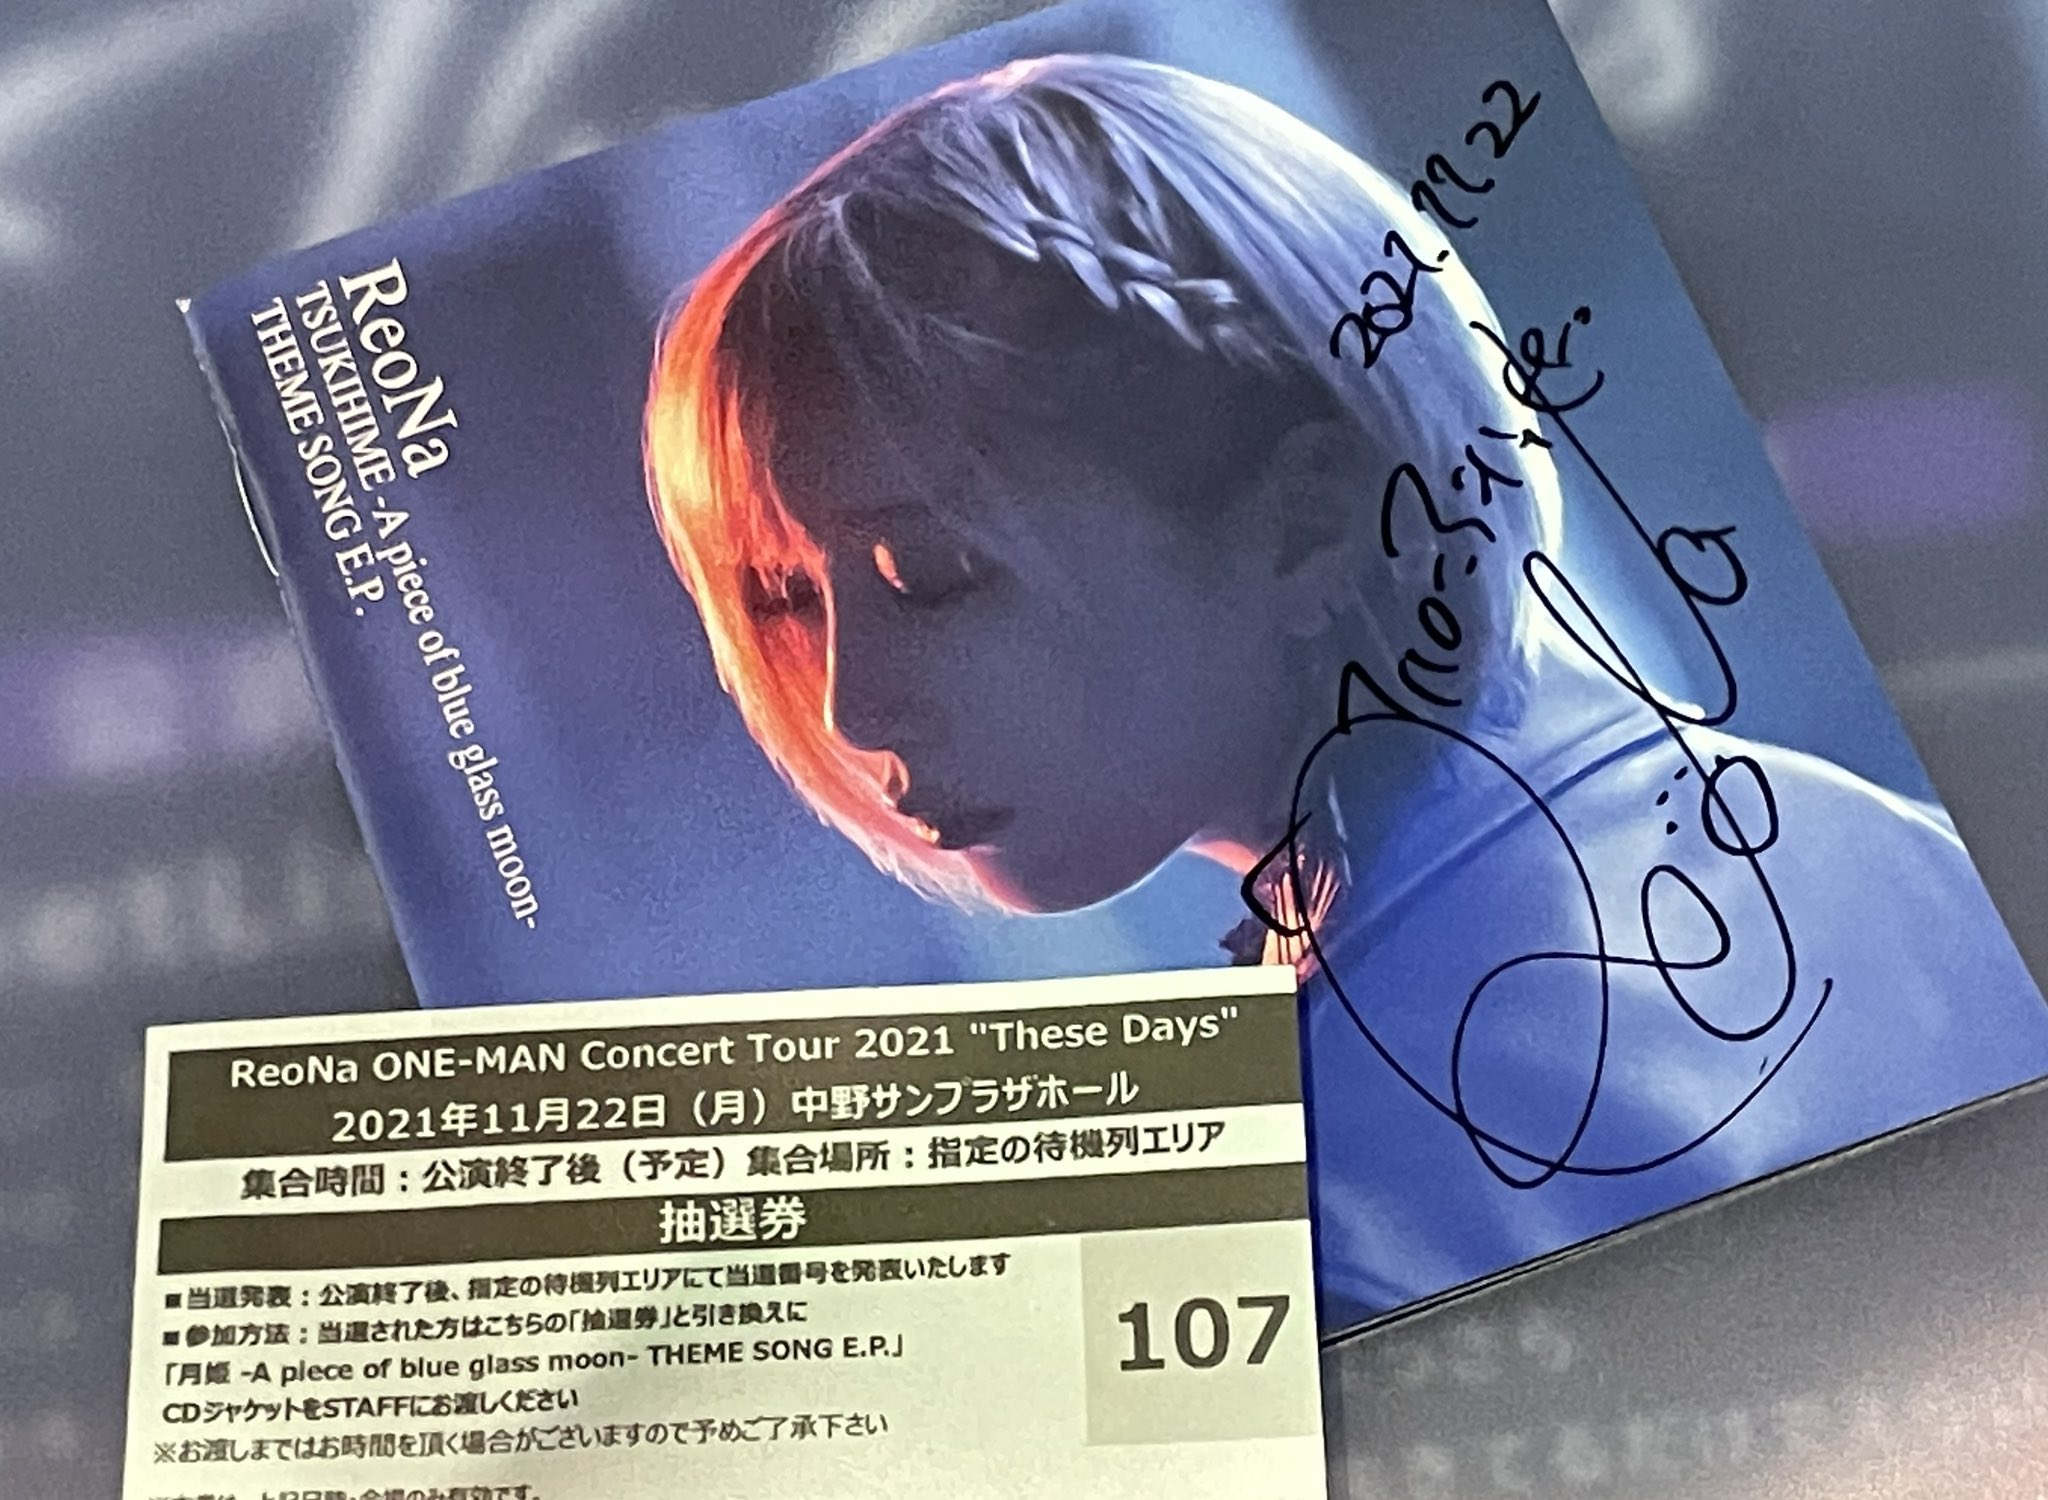 ReoNa
TSUKIHIME -A piece of blue glass moon-
THEME SONG E.P.
2021.11.22
ReoNa
ReoNa ONE-MAN Concert Tour 2021 "These Days"
2021年11月22日（月）中野サンプラザホール
集合時間：公演終了後（予定）集合場所：指定の待機列エリア
抽選券
■当選発表：公演終了後、指定の待機列エリアにて当選番号を発表いたします
■参加方法：当選された方はこちらの「抽選券」と引き換えに
「月姫 -A piece of blue glass moon- THEME SONG E.P.」
CDジャケットをSTAFFにお渡しください
※お渡しまではお時間を頂く場合がございますので予めご了承下さい
107